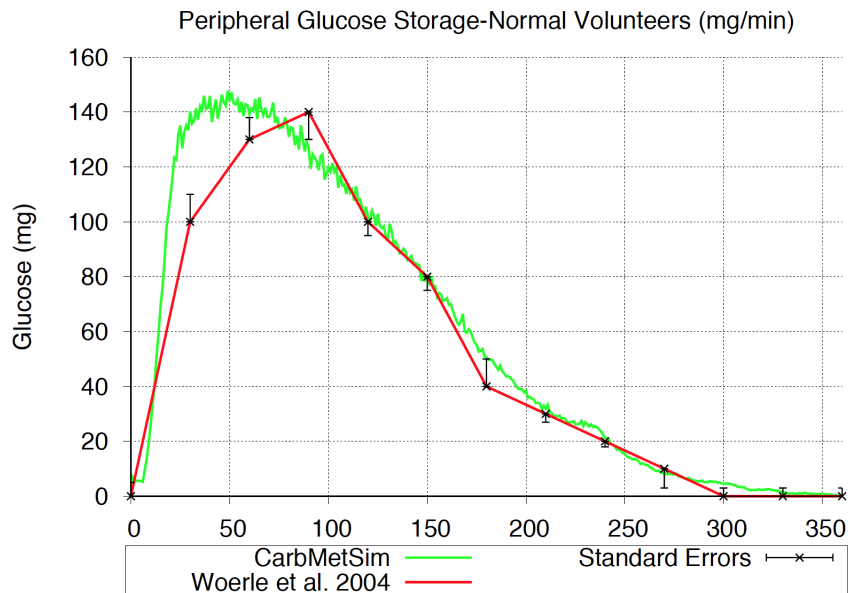 Peripheral Glucose Storage-Normal Volunteers (mg/min)
160
140
120
100
80
60
40
20
0
Glucose (mg)
0 50 100 150 200 250 300 350
CarbMetSim
Standard Errors
Woerle et al. 2004